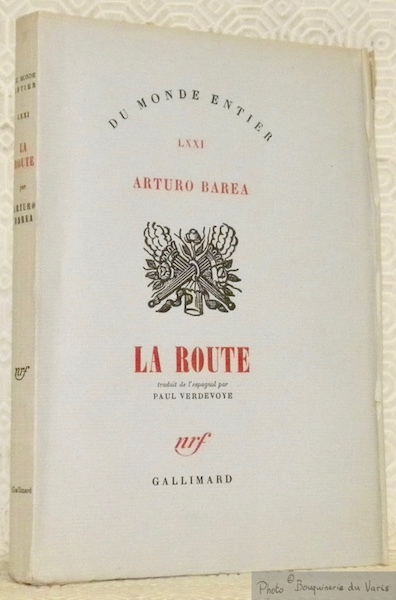 DU MONDE ENTIER
LXXI
ARTURO BAREA
LA ROUTE
traduit de l'espagnol par
PAUL VERDEVOYE
nrf
GALLIMARD
DU MONDE
ENTIER
LXXI
LA
ROUTE
par
ARTURO
BAREA
nrf
Gallimard
Photo © Bouquinerie du Varis